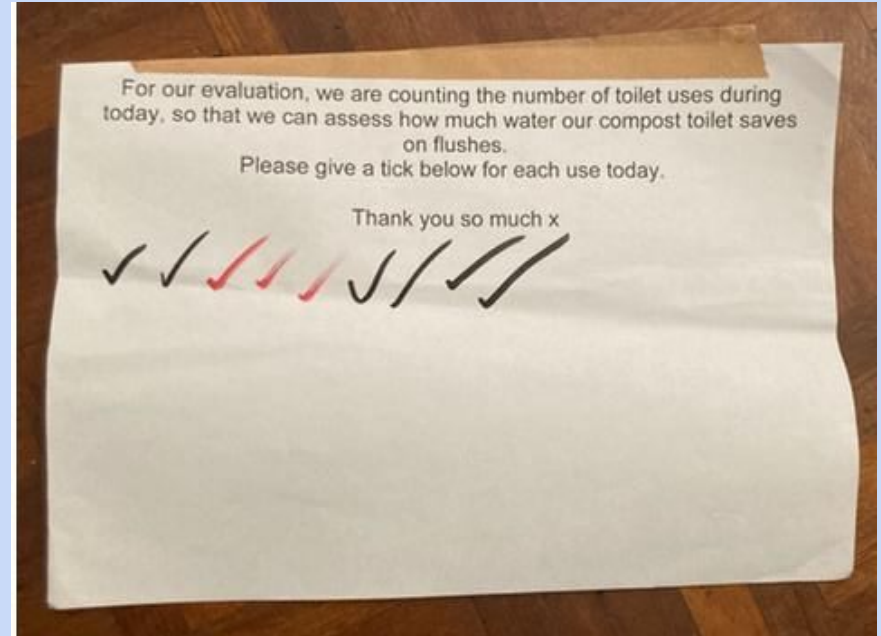 For our evaluation, we are counting the number of toilet uses during
today, so that we can assess how much water our compost toilet saves
on flushes.
Please give a tick below for each use today.
Thank you so much x